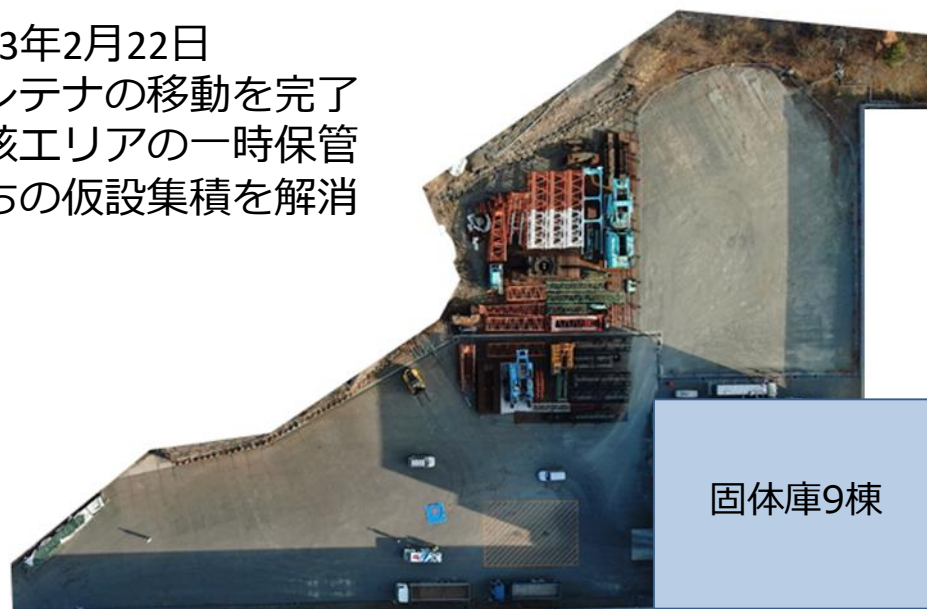 3年2月22日
ンテナの移動を完了
該エリアの一時保管
ちの仮設集積を解消
固体庫9棟